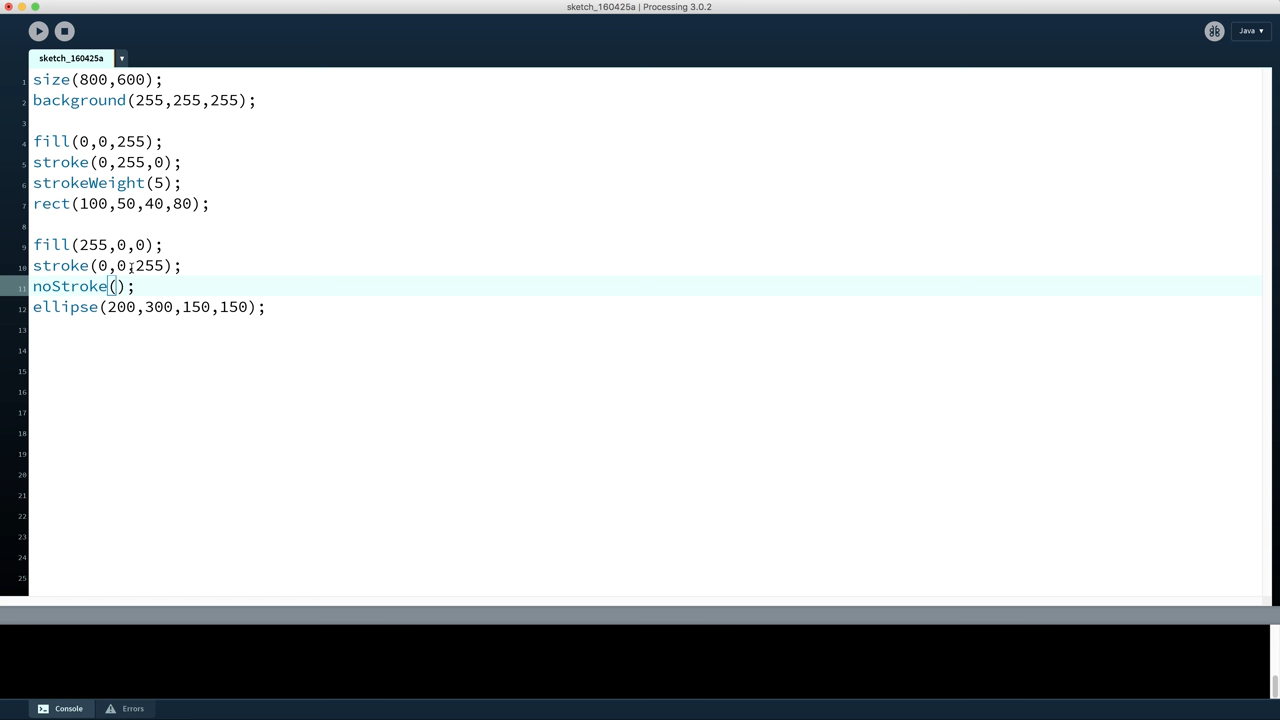 sketch_160425a | Processing 3.0.2
Java ▾
sketch_160425a ▾
1 size(800,600);
2 background(255,255,255);
3
4 fill(0,0,255);
5 stroke(0,255,0);
6 strokeWeight(5);
7 rect(100,50,40,80);
8
9 fill(255,0,0);
10 stroke(0,0,255);
11 noStroke();
12 ellipse(200,300,150,150);
13
14
15
16
17
18
19
20
21
22
23
24
25
Console Errors